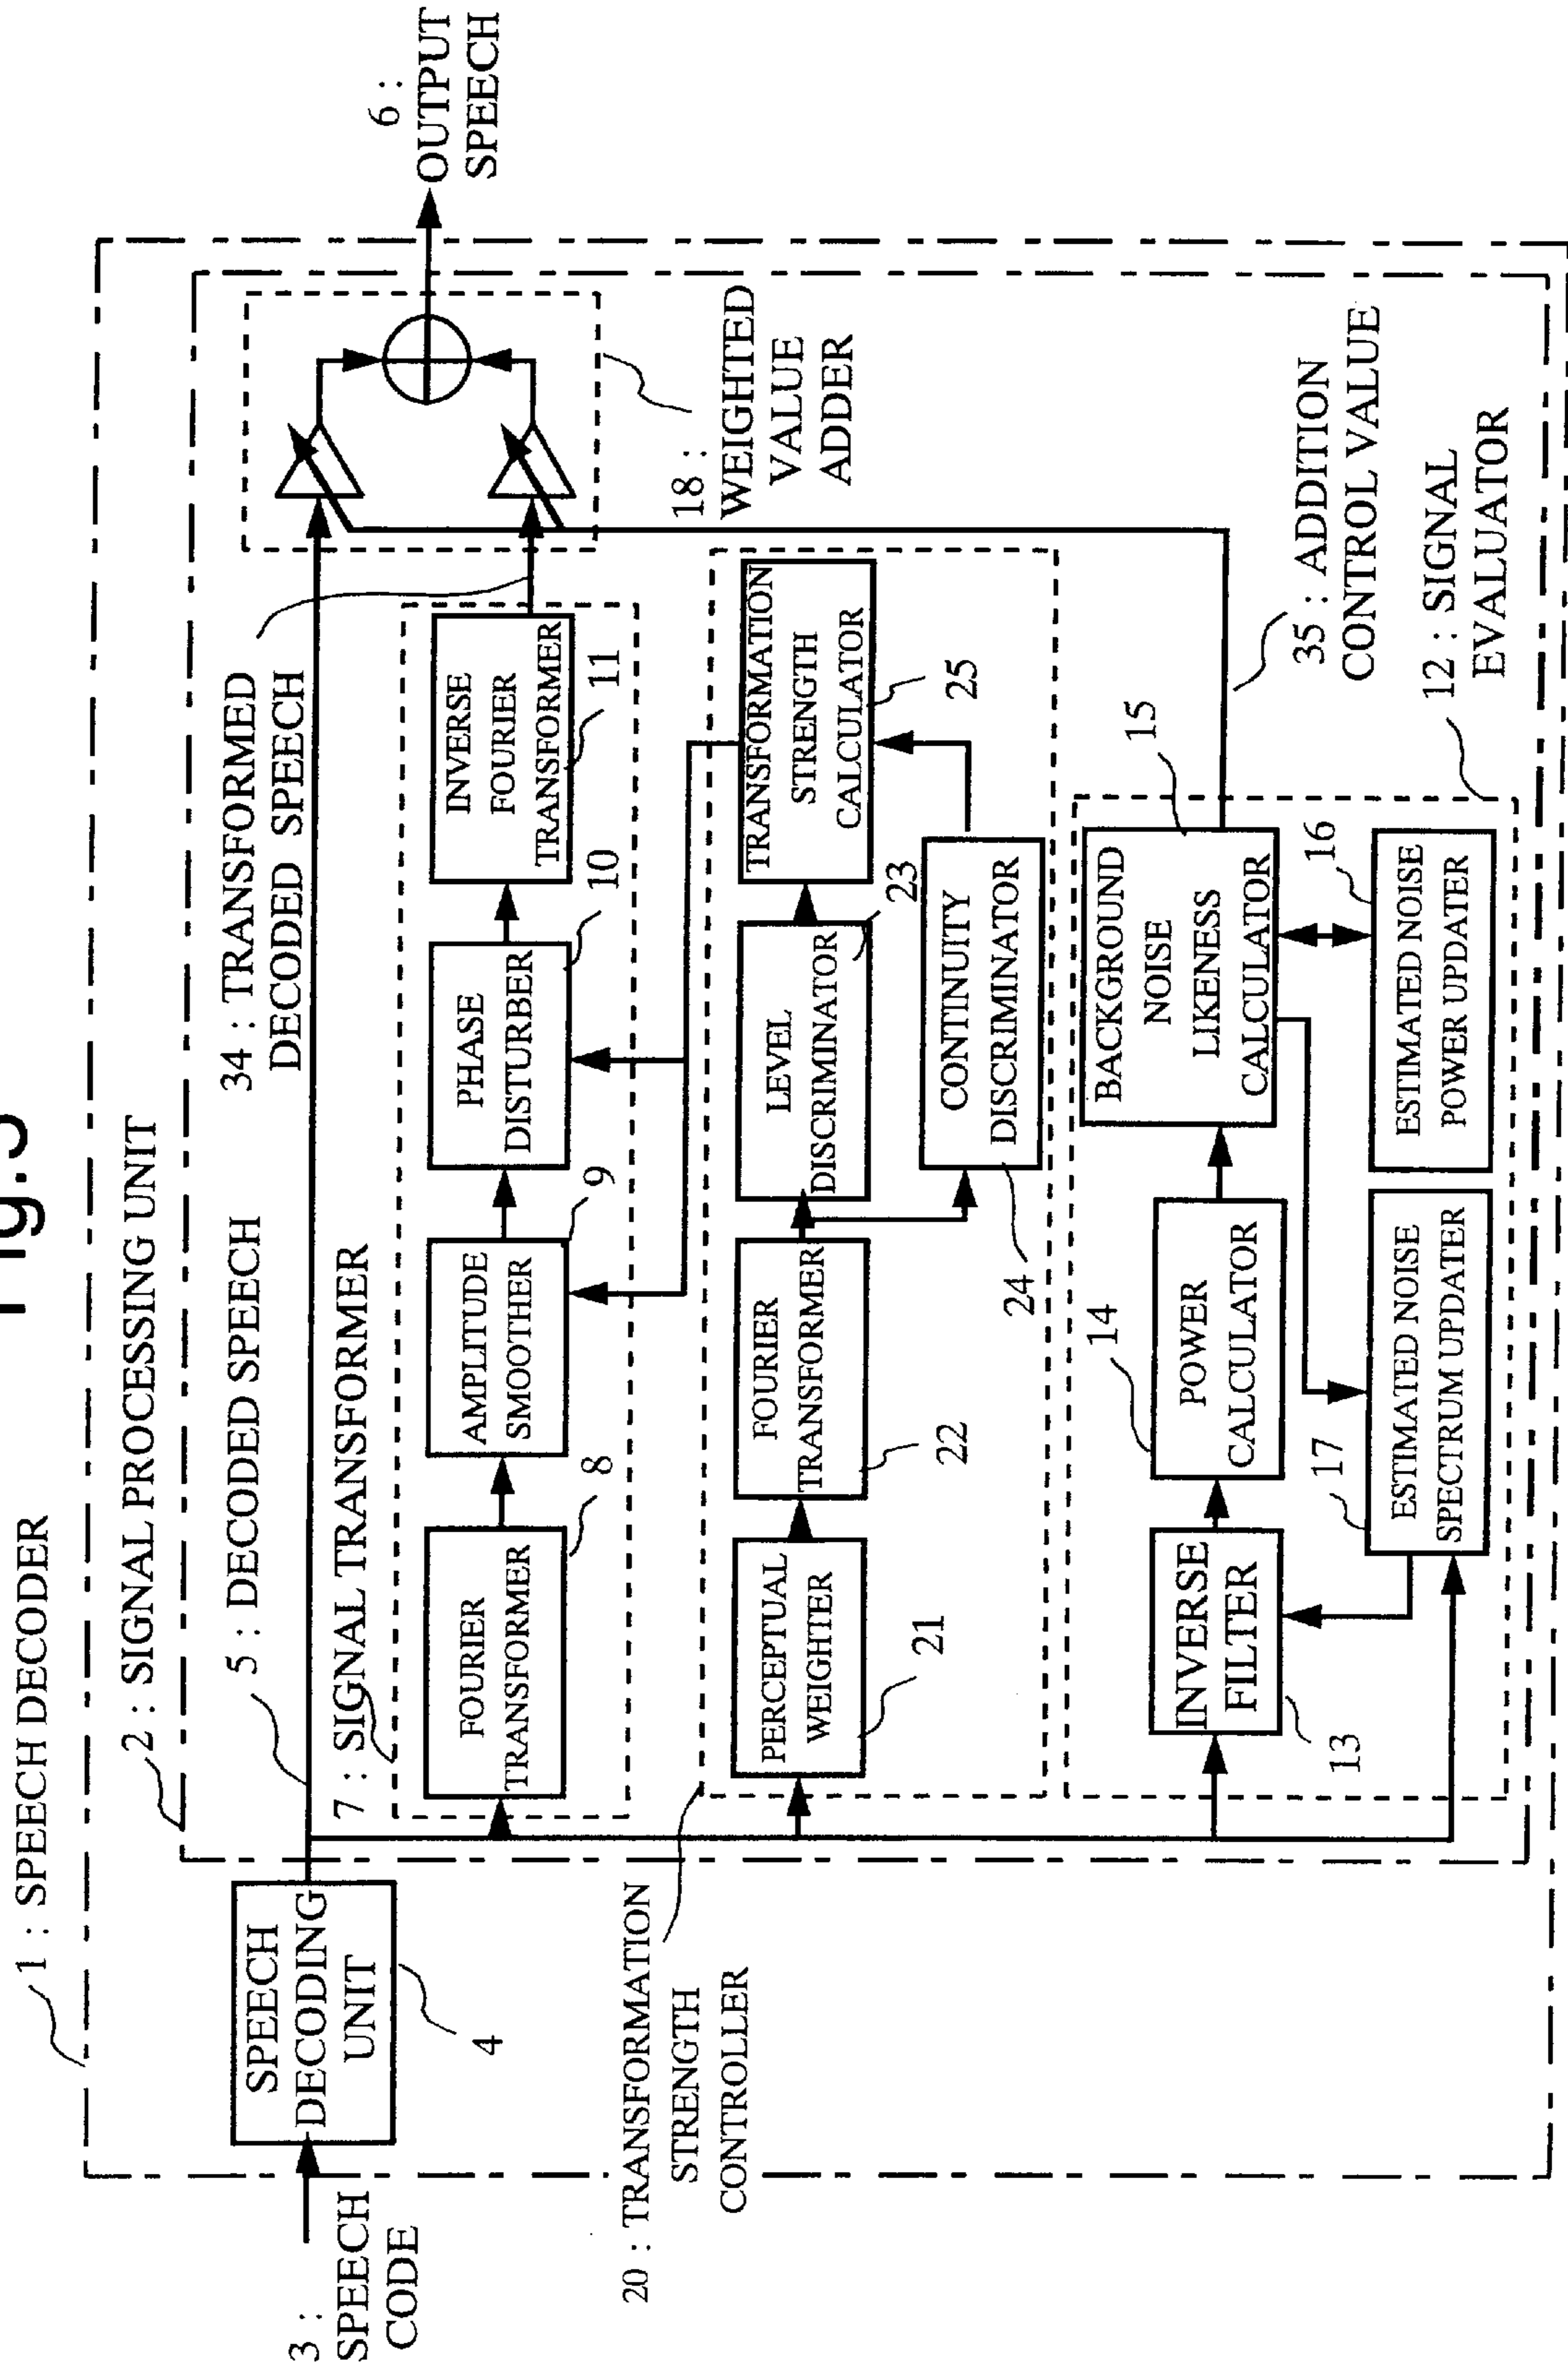 1 : SPEECH DECODER
2 : SIGNAL PROCESSING UNIT
3 :
SPEECH
CODE
SPEECH
DECODING
UNIT
4
5 : DECODED SPEECH
34 : TRANSFORMED
DECODED SPEECH
6 :
OUTPUT
SPEECH
7 : SIGNAL TRANSFORMER
FOURIER
TRANSFORMER
8
AMPLITUDE
SMOOTHER
9
PHASE
DISTURBER
10
INVERSE
FOURIER
TRANSFORMER
11
18 :
WEIGHTED
VALUE
ADDER
20 : TRANSFORMATION
STRENGTH
CONTROLLER
PERCEPTUAL
WEIGHTER
21
FOURIER
TRANSFORMER
22
LEVEL
DISCRIMINATOR
23
TRANSFORMATION
STRENGTH
CALCULATOR
25
CONTINUITY
DISCRIMINATOR
24
35 : ADDITION
CONTROL VALUE
12 : SIGNAL
EVALUATOR
INVERSE
FILTER
13
POWER
CALCULATOR
14
BACKGROUND
NOISE
LIKENESS
CALCULATOR
15
ESTIMATED NOISE
SPECTRUM UPDATER
17
ESTIMATED NOISE
POWER UPDATER
16